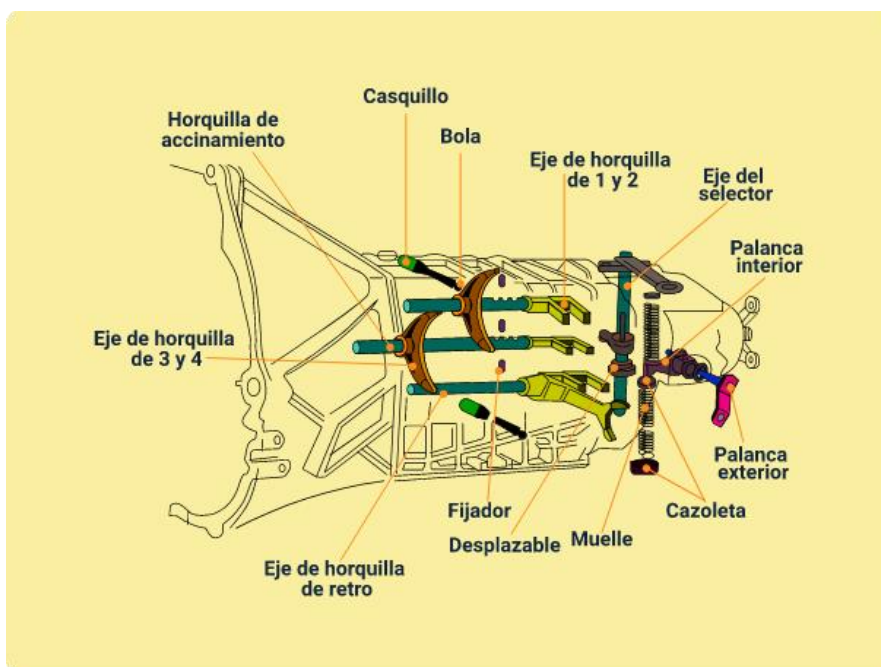 Casquillo
Horquilla de
accinamiento
Bola
Eje de horquilla
de 1 y 2
Eje del
selector
Palanca
interior
Eje de horquilla
de 3 y 4
Palanca
exterior
Fijador
Cazoleta
Desplazable
Muelle
Eje de horquilla
de retro